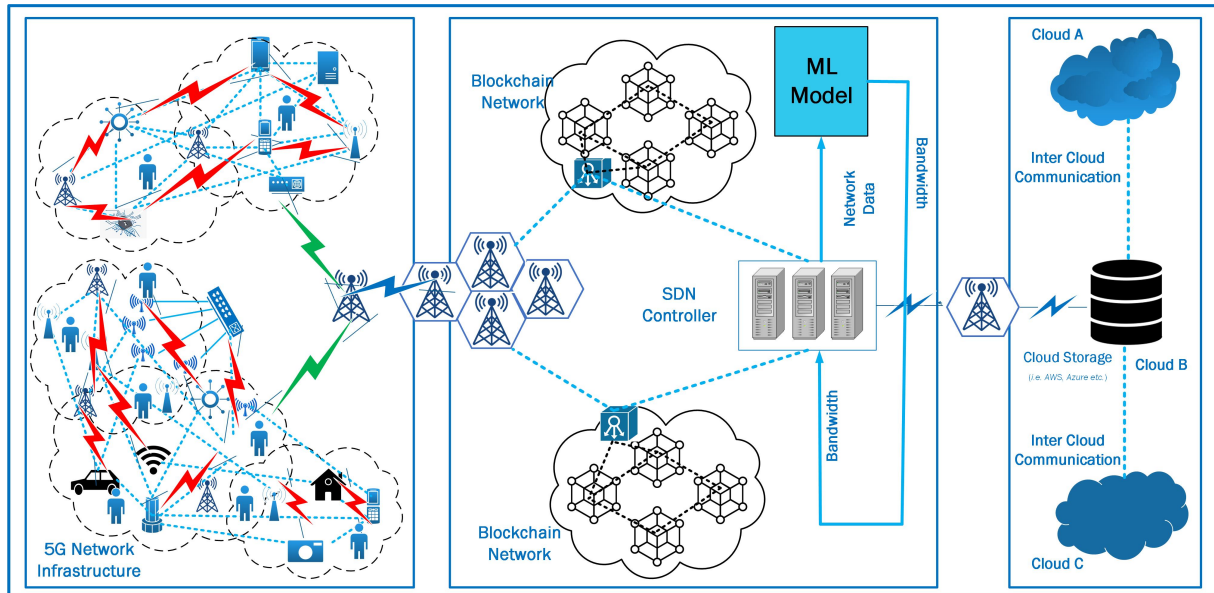 5G Network
Infrastructure
Blockchain
Network
ML
Model
Network
Data
Bandwidth
SDN
Controller
Bandwidth
Blockchain
Network
Cloud A
Inter Cloud
Communication
Cloud Storage
(i.e. AWS, Azure etc.)
Cloud B
Inter Cloud
Communication
Cloud C